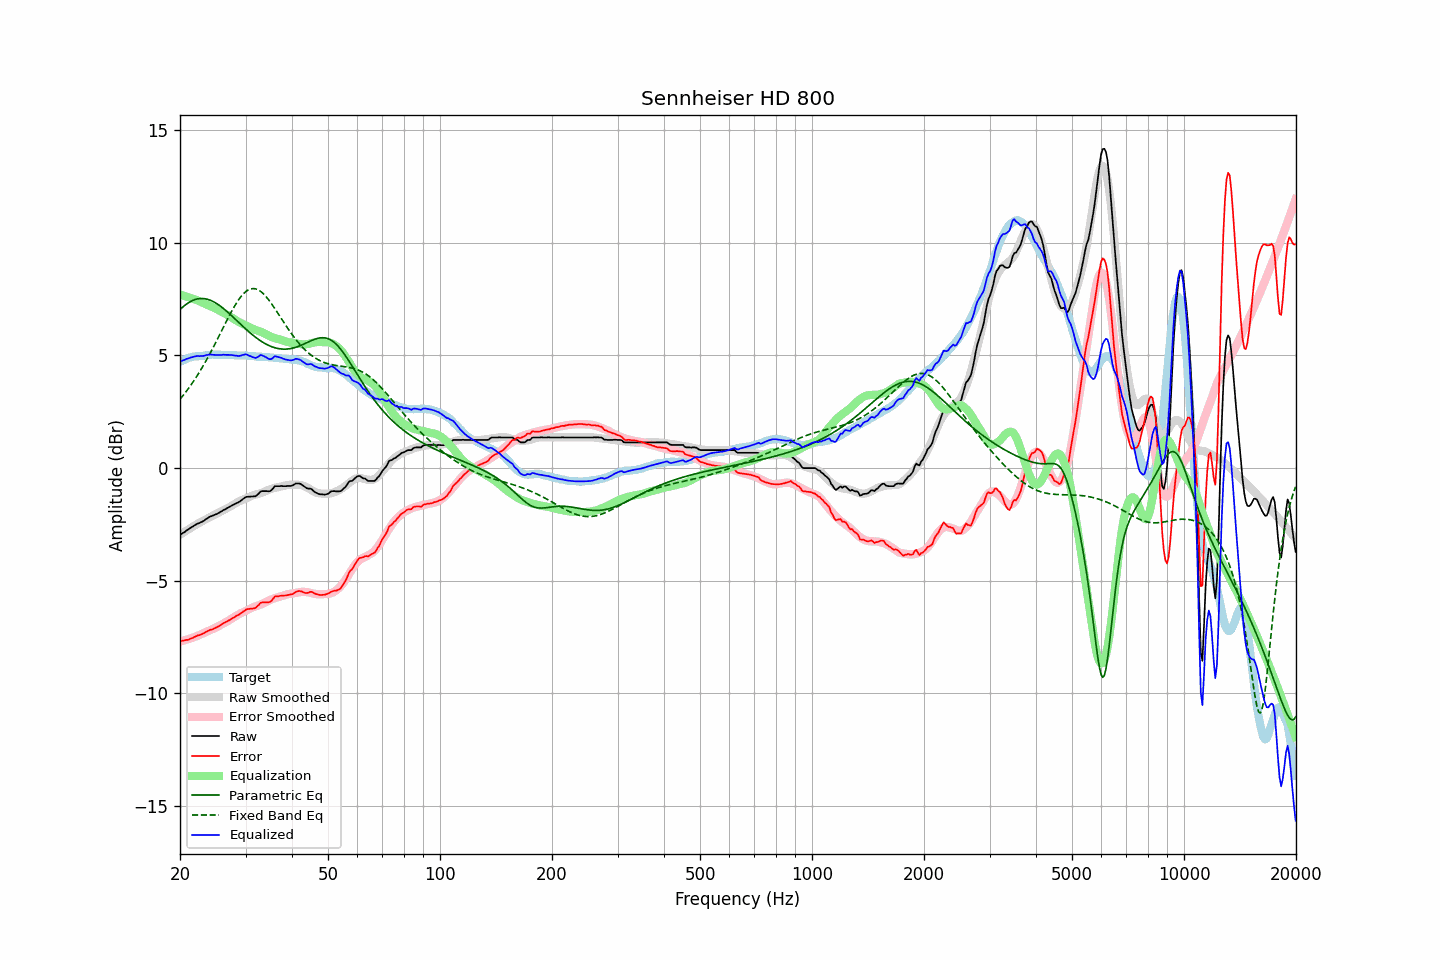 Sennheiser HD 800
Amplitude (dBr)
15
10
5
0
−5
−10
−15
Target
Raw Smoothed
Error Smoothed
Raw
Error
Equalization
Parametric Eq
Fixed Band Eq
Equalized
20 50 100 200 500 1000 2000 5000 10000 20000
Frequency (Hz)